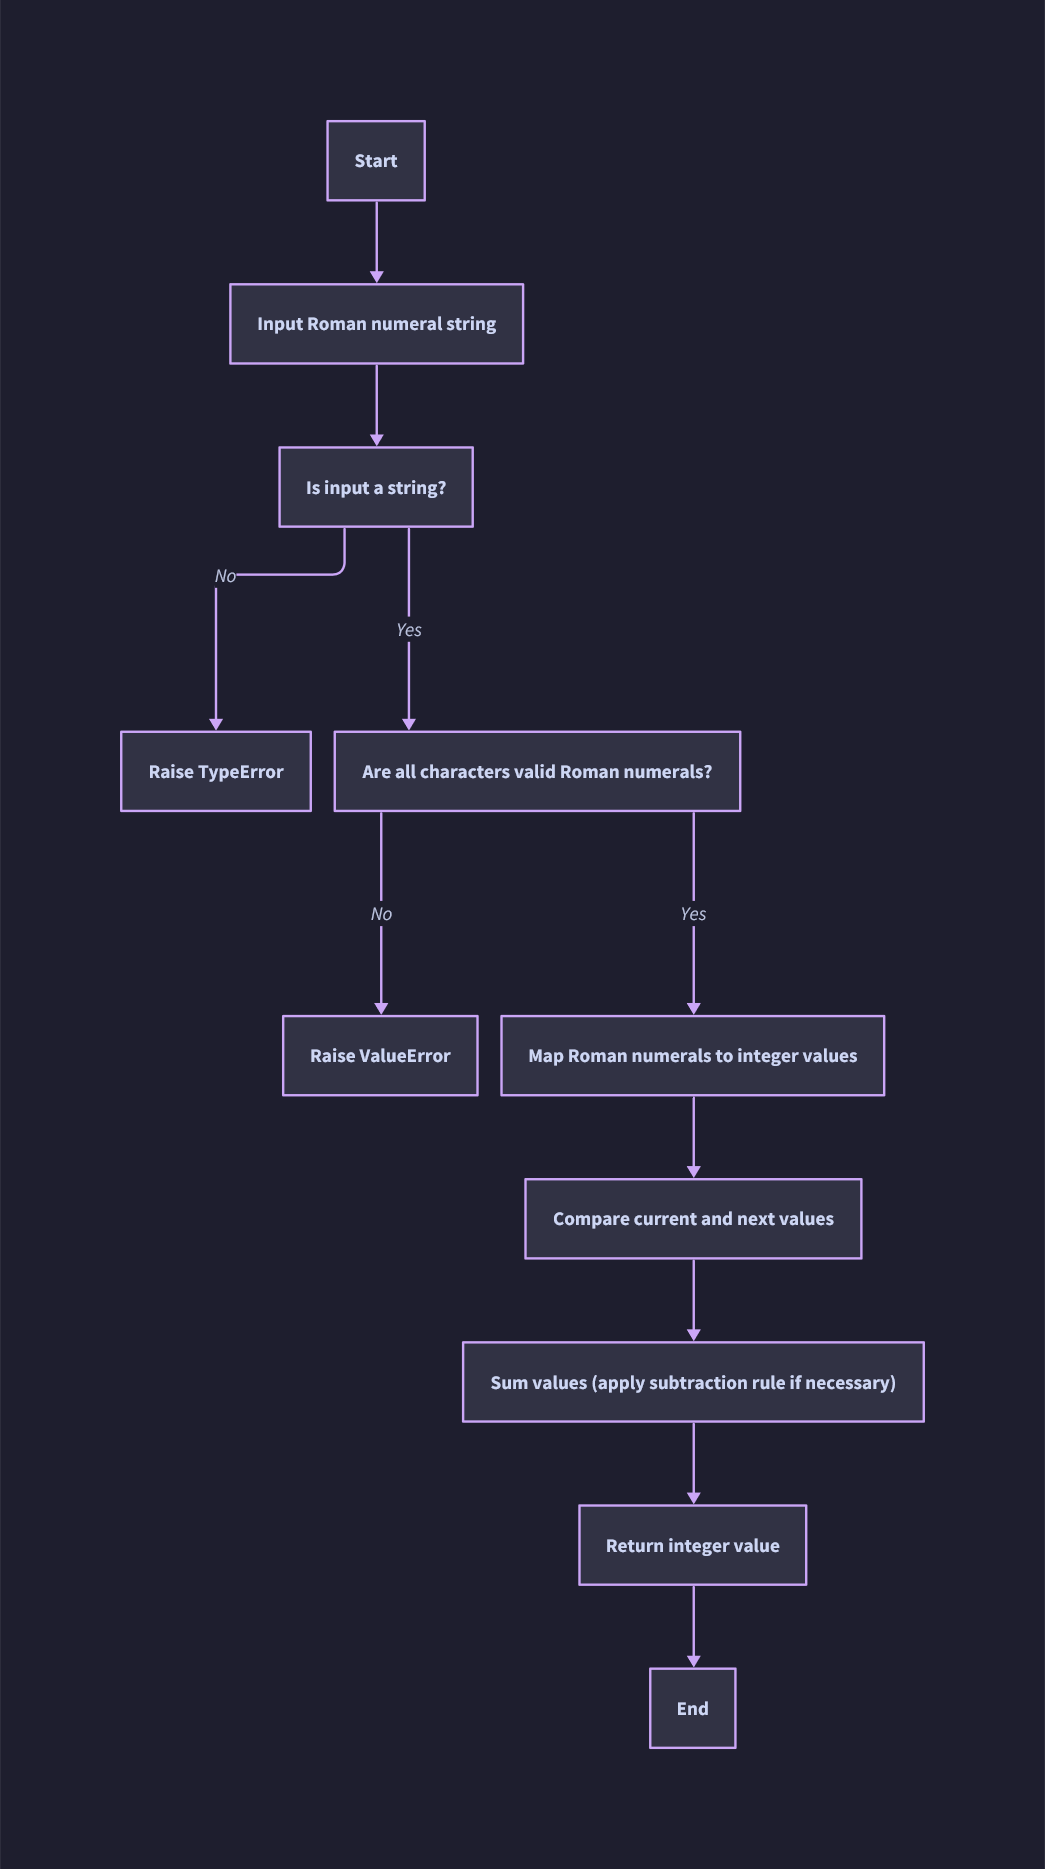 Start
Input Roman numeral string
Is input a string?
No
Yes
Raise TypeError
Are all characters valid Roman numerals?
No
Yes
Raise ValueError
Map Roman numerals to integer values
Compare current and next values
Sum values (apply subtraction rule if necessary)
Return integer value
End